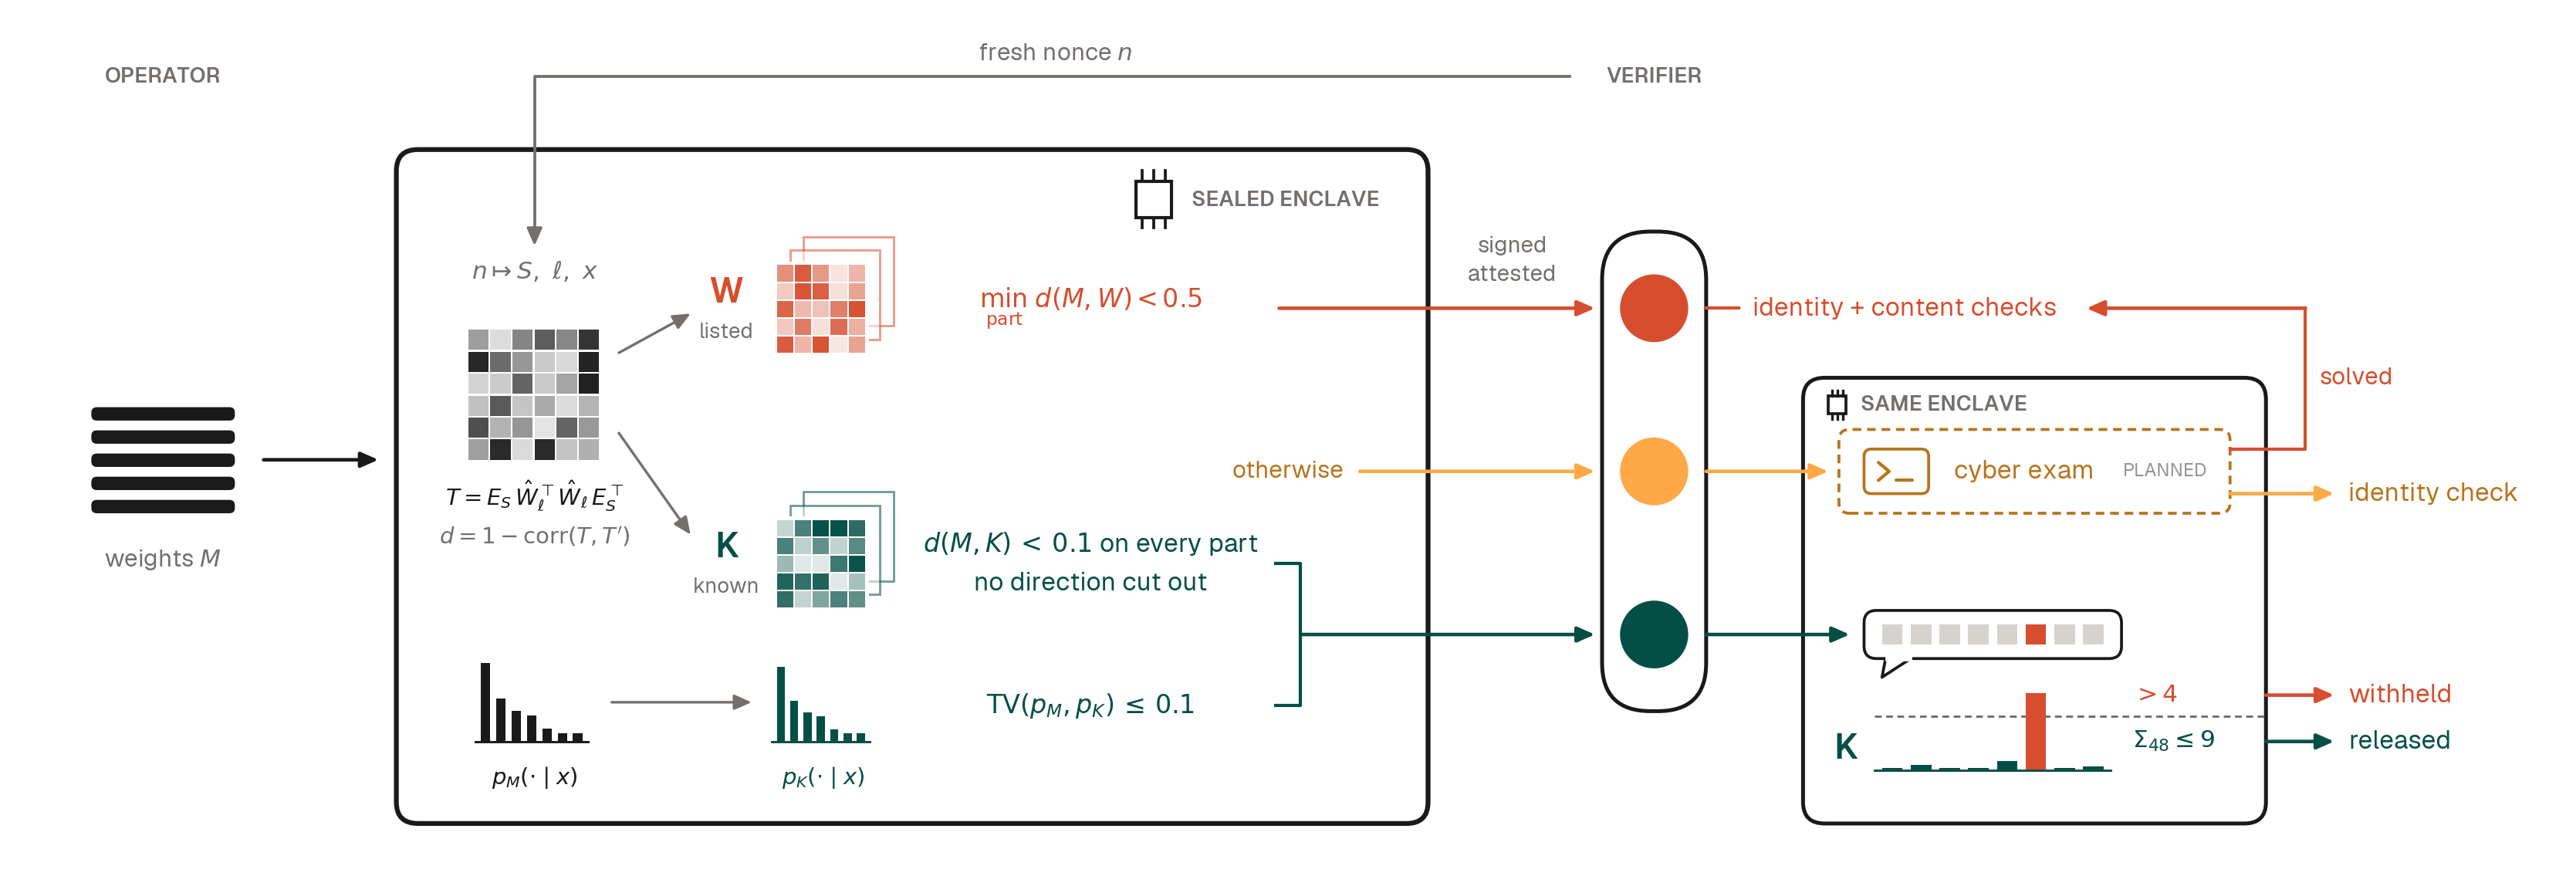 OPERATOR
fresh nonce n
VERIFIER
SEALED ENCLAVE
n ↦ S, ℓ, x
W
listed
min d(M, W) < 0.5
part
signed
attested
identity + content checks
solved
SAME ENCLAVE
otherwise
>_ cyber exam PLANNED
identity check
T = E_S Ŵ_ℓ^⊤ Ŵ_ℓ E_S^⊤
d = 1 − corr(T, T′)
weights M
K
known
d(M, K) < 0.1 on every part
no direction cut out
TV(p_M, p_K) ≤ 0.1
p_M(· | x)
p_K(· | x)
> 4
withheld
K
Σ₄₈ ≤ 9
released